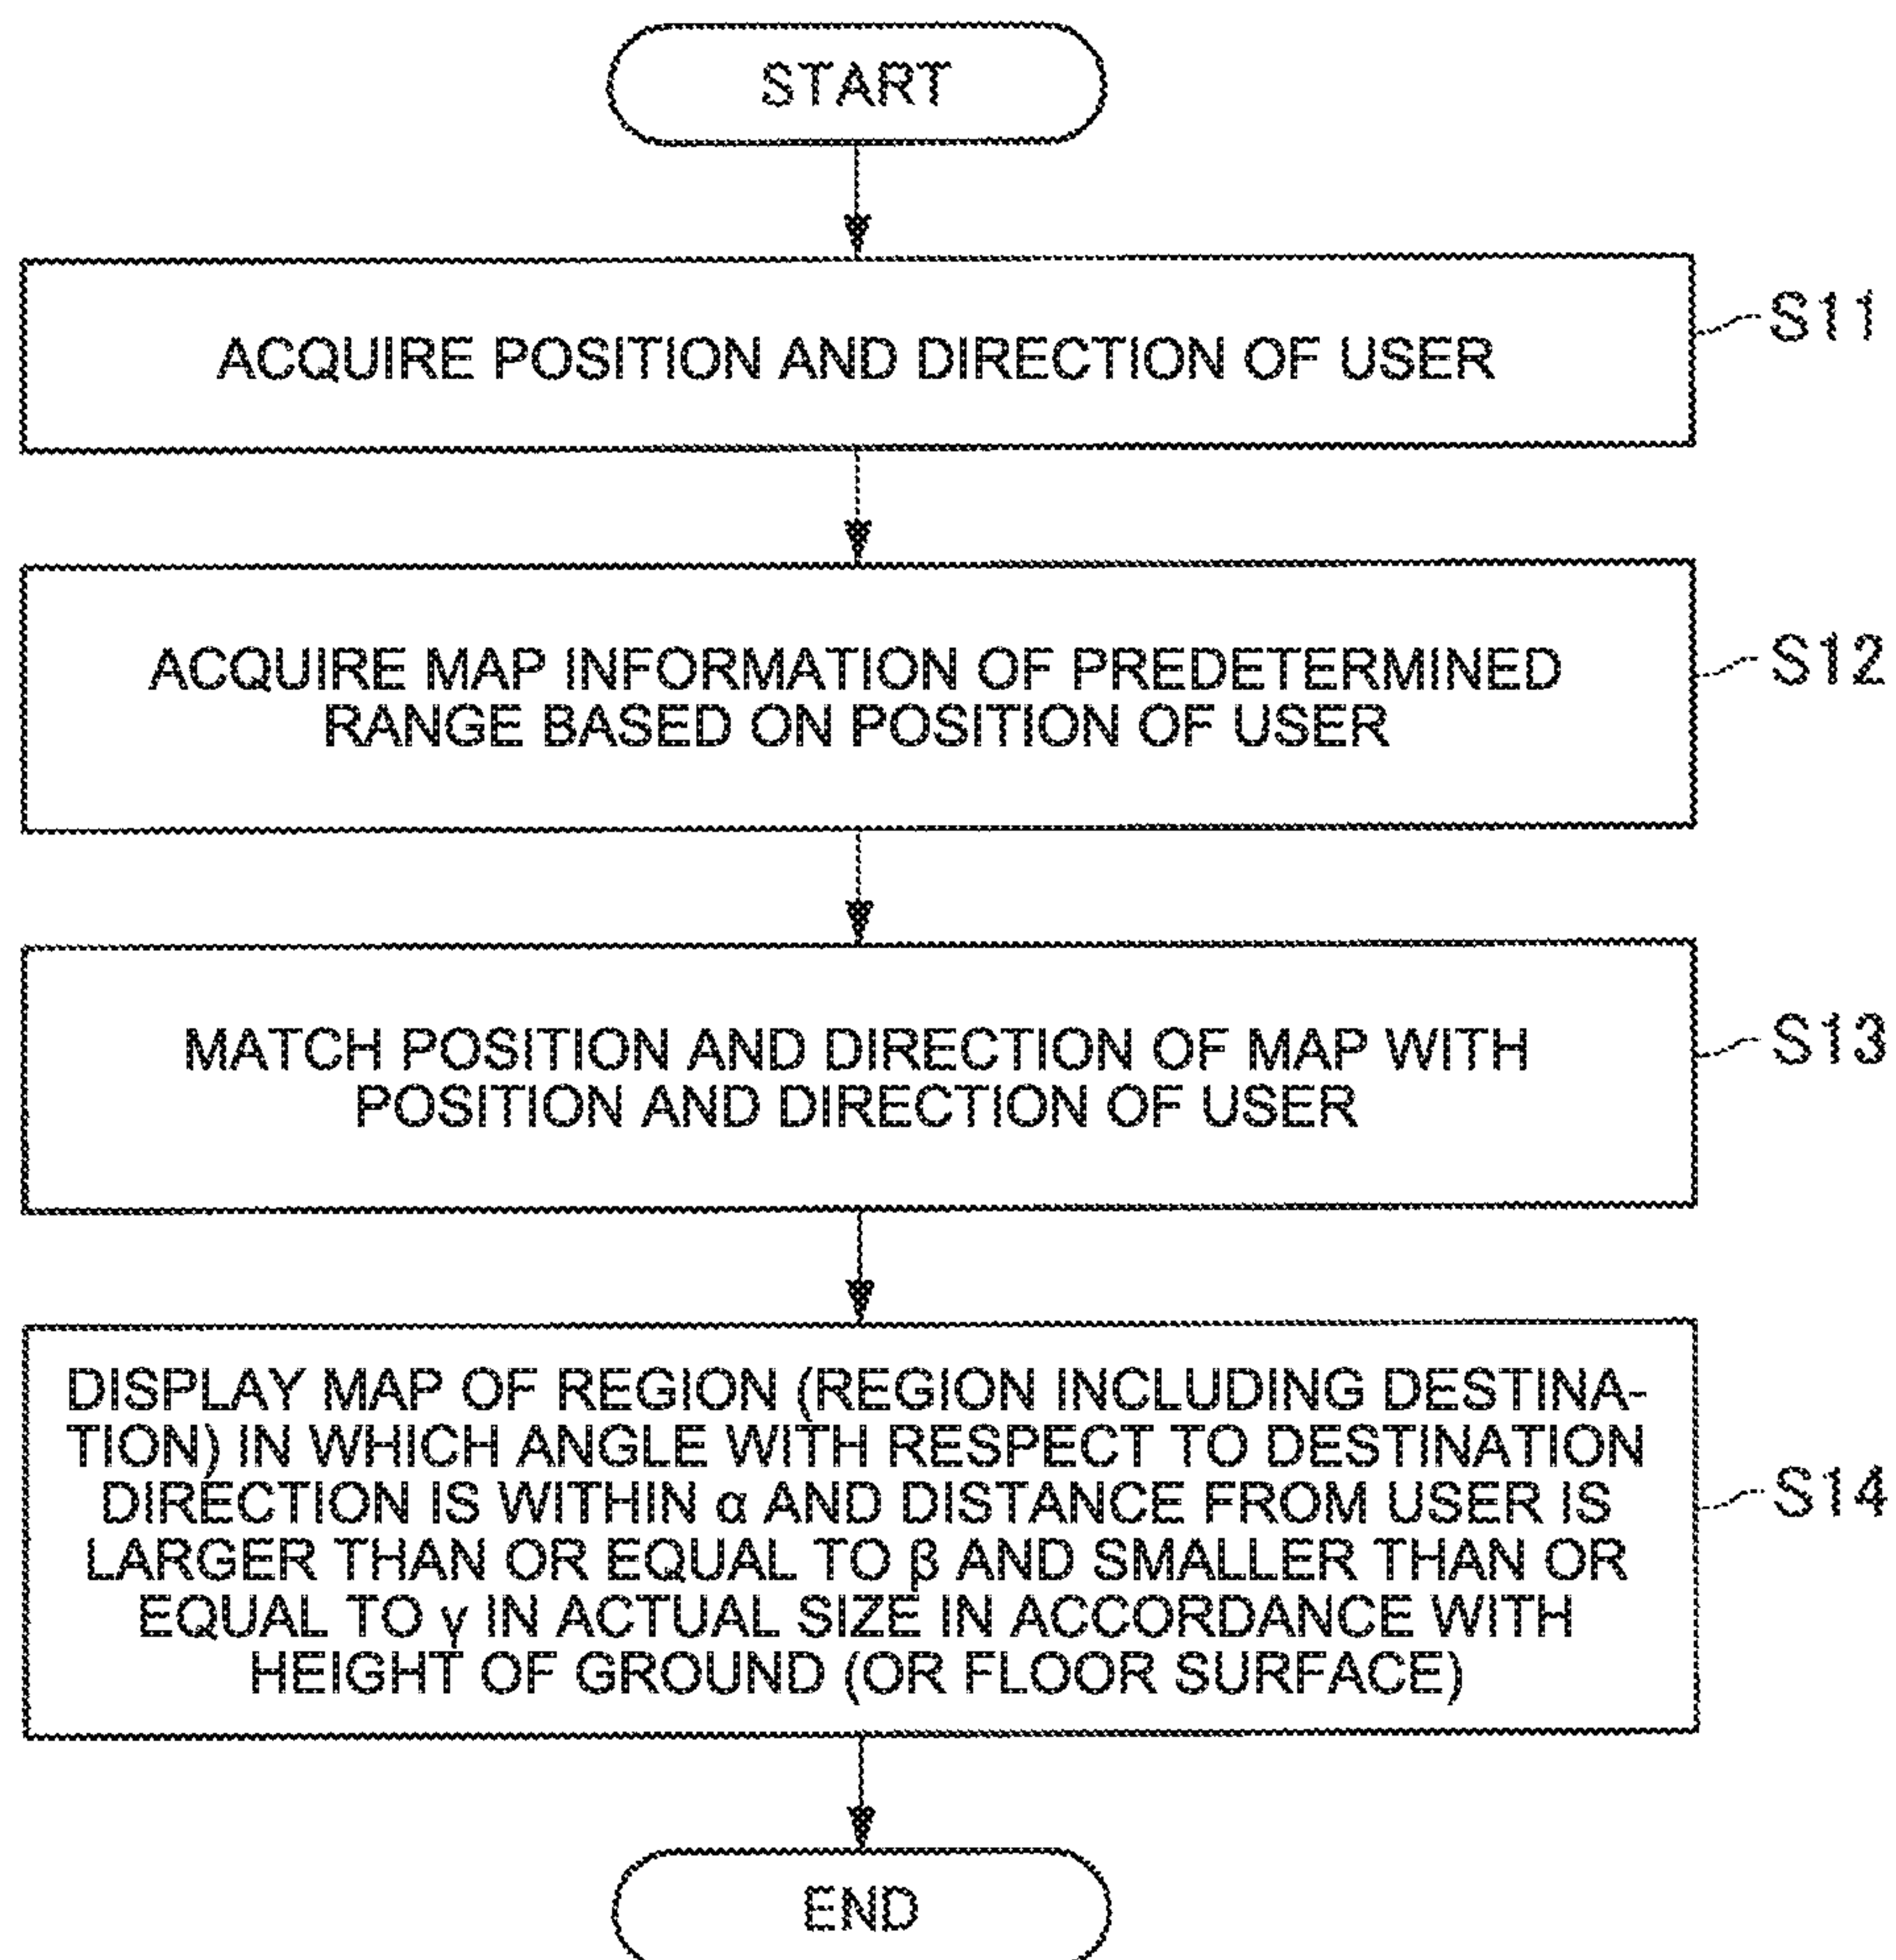 START
ACQUIRE POSITION AND DIRECTION OF USER
S11
ACQUIRE MAP INFORMATION OF PREDETERMINED
RANGE BASED ON POSITION OF USER
S12
MATCH POSITION AND DIRECTION OF MAP WITH
POSITION AND DIRECTION OF USER
S13
DISPLAY MAP OF REGION (REGION INCLUDING DESTINA-
TION) IN WHICH ANGLE WITH RESPECT TO DESTINATION
DIRECTION IS WITHIN α AND DISTANCE FROM USER IS
LARGER THAN OR EQUAL TO β AND SMALLER THAN OR
EQUAL TO γ IN ACTUAL SIZE IN ACCORDANCE WITH
HEIGHT OF GROUND (OR FLOOR SURFACE)
S14
END